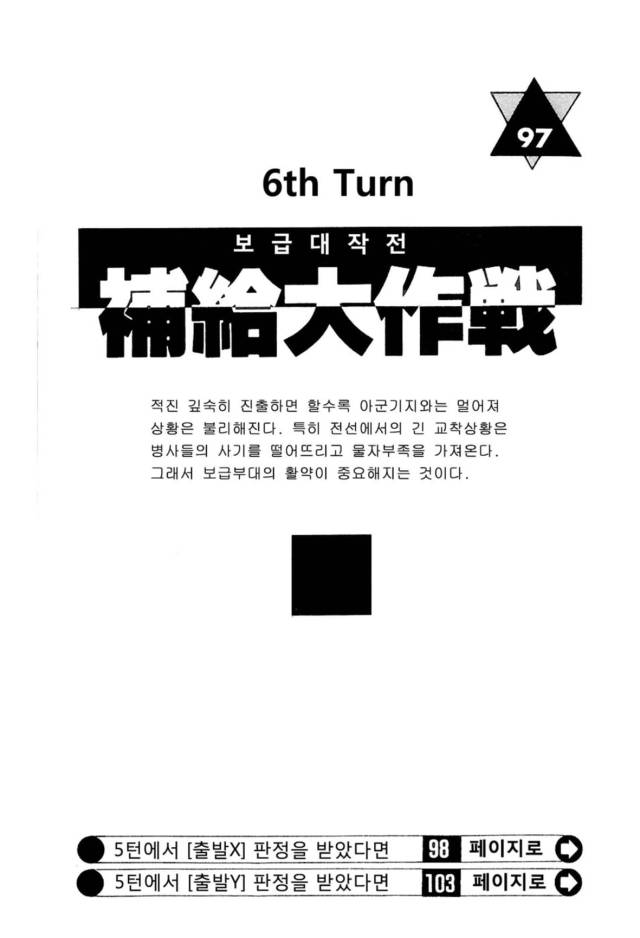 97
6th Turn
보급대작전
補給大作戦
적진 깊숙히 진출하면 할수록 아군기지와는 멀어져
상황은 불리해진다. 특히 전선에서의 긴 교착상황은
병사들의 사기를 떨어뜨리고 물자부족을 가져온다.
그래서 보급부대의 활약이 중요해지는 것이다.
5턴에서 [출발X] 판정을 받았다면 98 페이지로
5턴에서 [출발Y] 판정을 받았다면 103 페이지로